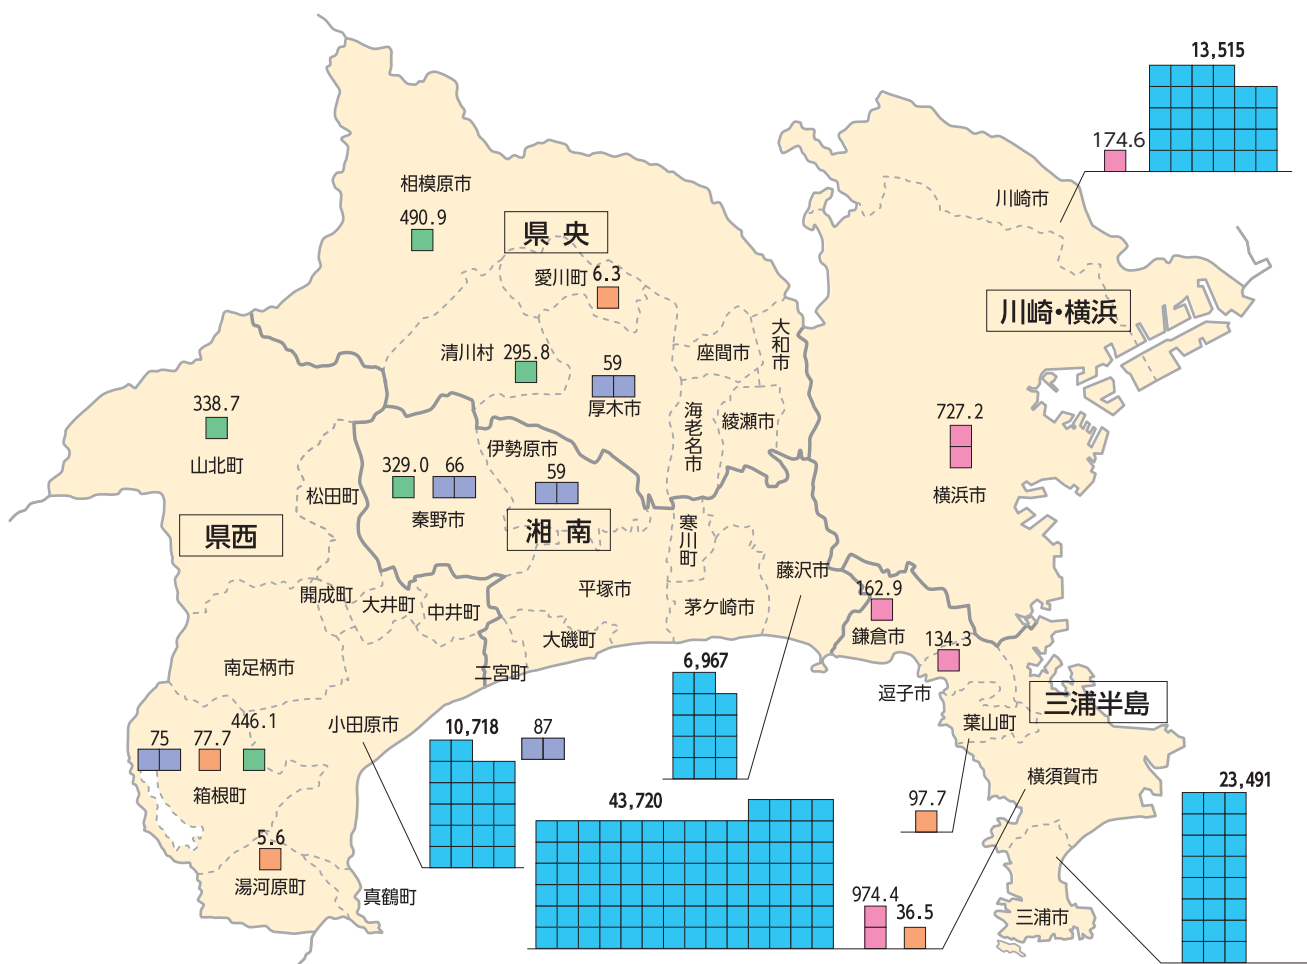 13,515
174.6
川崎市
相模原市
490.9
県 央
愛川町
6.3
川崎・横浜
大和市
座間市
清川村
295.8
59
厚木市
海老名市
綾瀬市
338.7
山北町
727.2
横浜市
伊勢原市
329.0
66
59
秦野市
松田町
県西
湘 南
寒川町
藤沢市
開成町
大井町
中井町
平塚市
茅ケ崎市
162.9
鎌倉市
大磯町
134.3
二宮町
南足柄市
逗子市
三浦半島
葉山町
6,967
小田原市
10,718
87
75
77.7
446.1
箱根町
横須賀市
23,491
43,720
97.7
5.6
湯河原町
真鶴町
974.4
36.5
三浦市